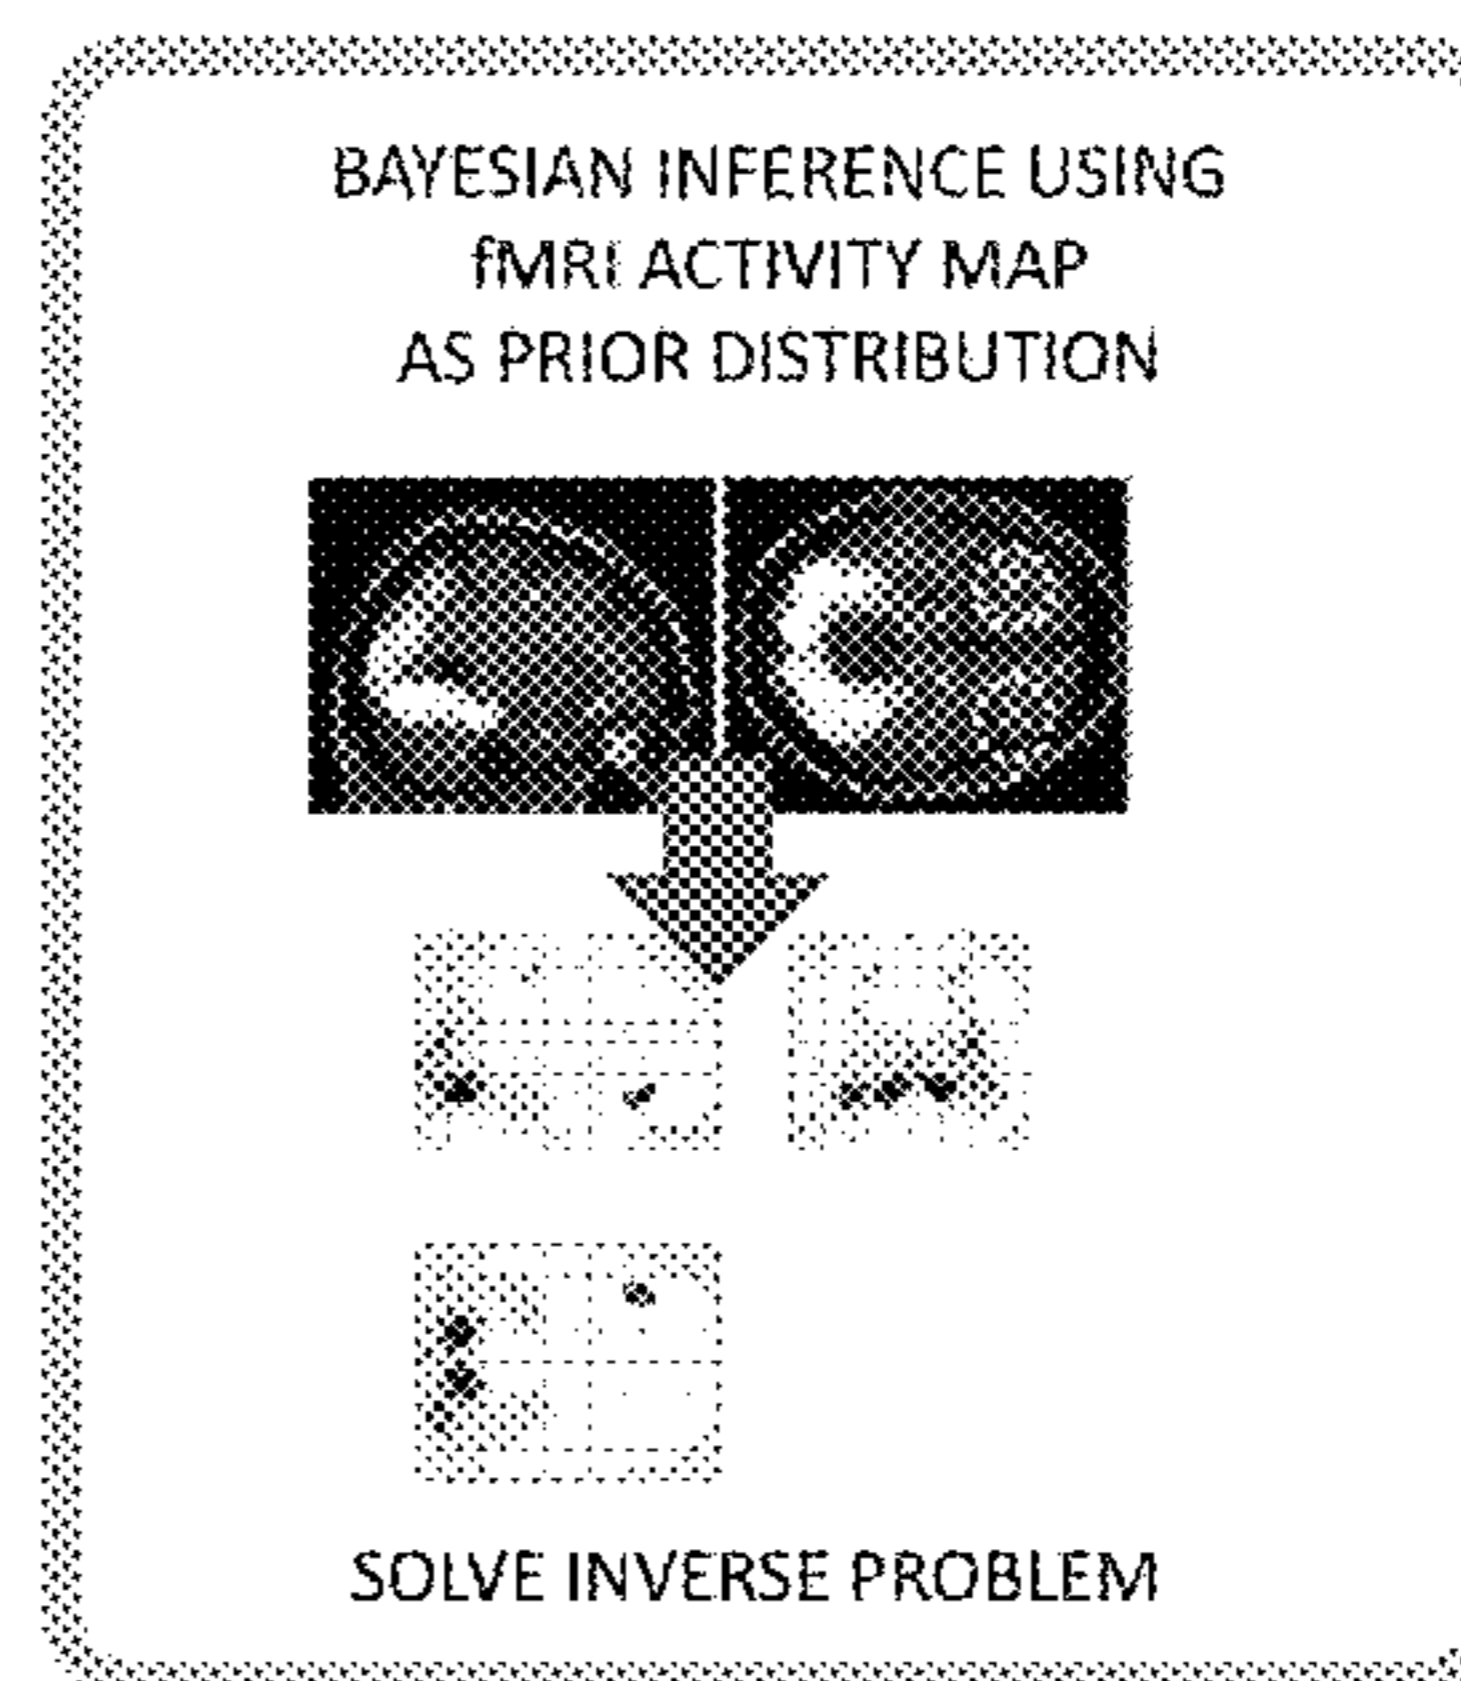 BAYESIAN INFERENCE USING
fMRI ACTIVITY MAP
AS PRIOR DISTRIBUTION
SOLVE INVERSE PROBLEM